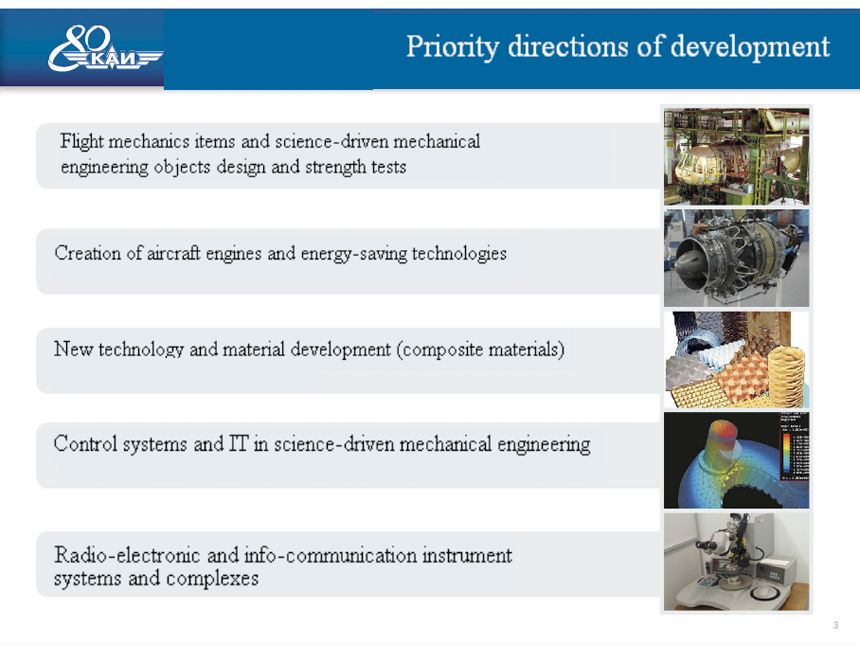 80
КАИ
Priority directions of development
Flight mechanics items and science-driven mechanical
engineering objects design and strength tests
Creation of aircraft engines and energy-saving technologies
New technology and material development (composite materials)
Control systems and IT in science-driven mechanical engineering
Radio-electronic and info-communication instrument
systems and complexes
3